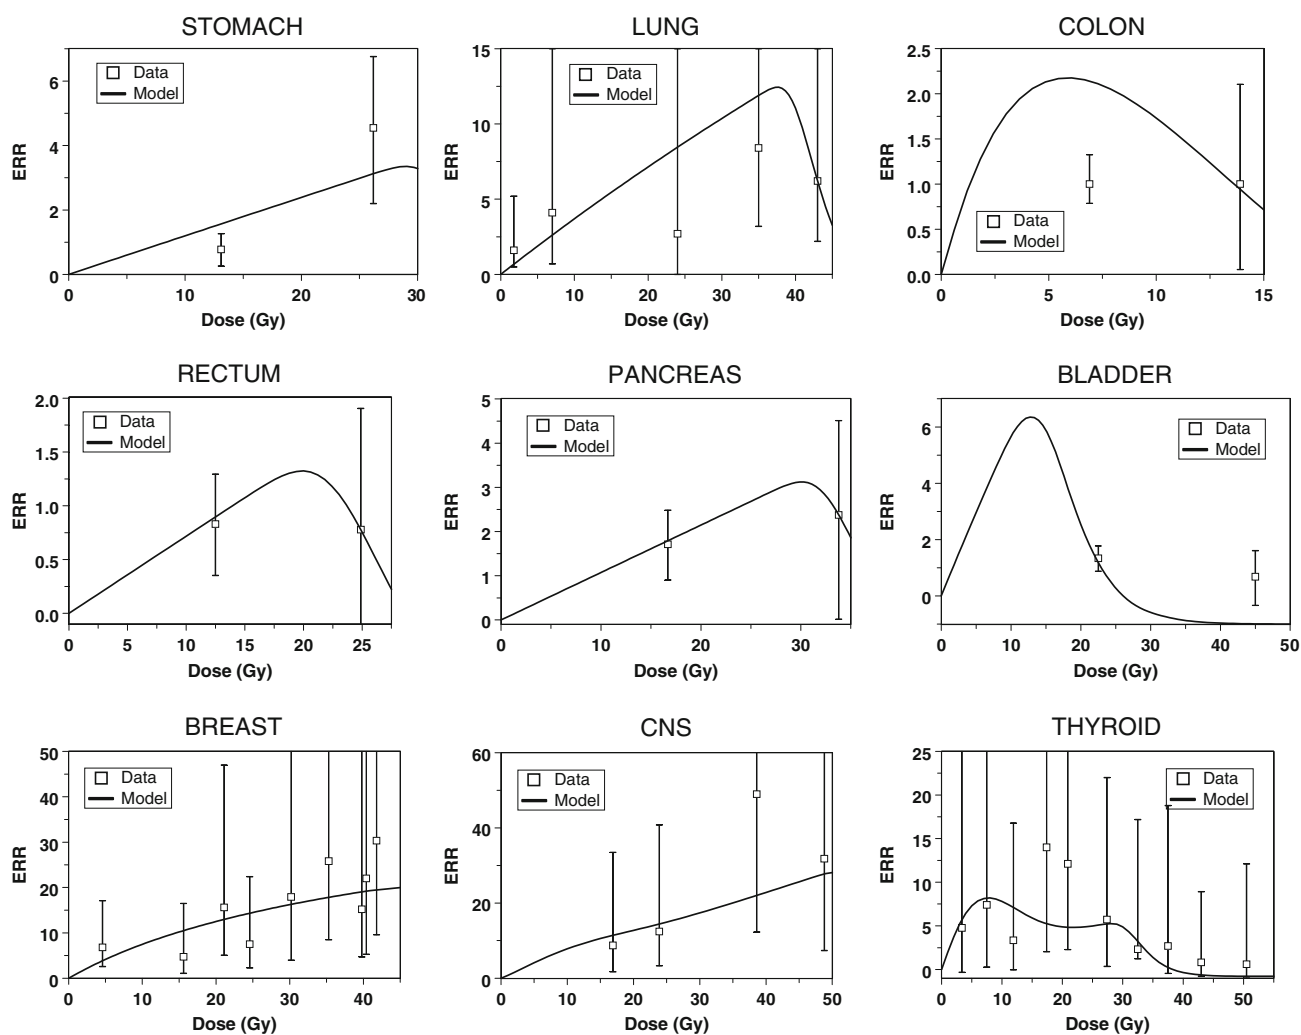 STOMACH
ERR
6
4
2
0
Data
Model
0 10 20 30
Dose (Gy)
LUNG
ERR
15
10
5
0
Data
Model
0 10 20 30 40
Dose (Gy)
COLON
ERR
2.5
2.0
1.5
1.0
0.5
0.0
Data
Model
0 5 10 15
Dose (Gy)
RECTUM
ERR
2.0
1.5
1.0
0.5
0.0
Data
Model
0 5 10 15 20 25
Dose (Gy)
PANCREAS
ERR
5
4
3
2
1
0
Data
Model
0 10 20 30
Dose (Gy)
BLADDER
ERR
6
4
2
0
Data
Model
0 10 20 30 40 50
Dose (Gy)
BREAST
ERR
50
40
30
20
10
0
Data
Model
0 10 20 30 40
Dose (Gy)
CNS
ERR
60
40
20
0
Data
Model
0 10 20 30 40 50
Dose (Gy)
THYROID
ERR
25
20
15
10
5
0
Data
Model
0 10 20 30 40 50
Dose (Gy)